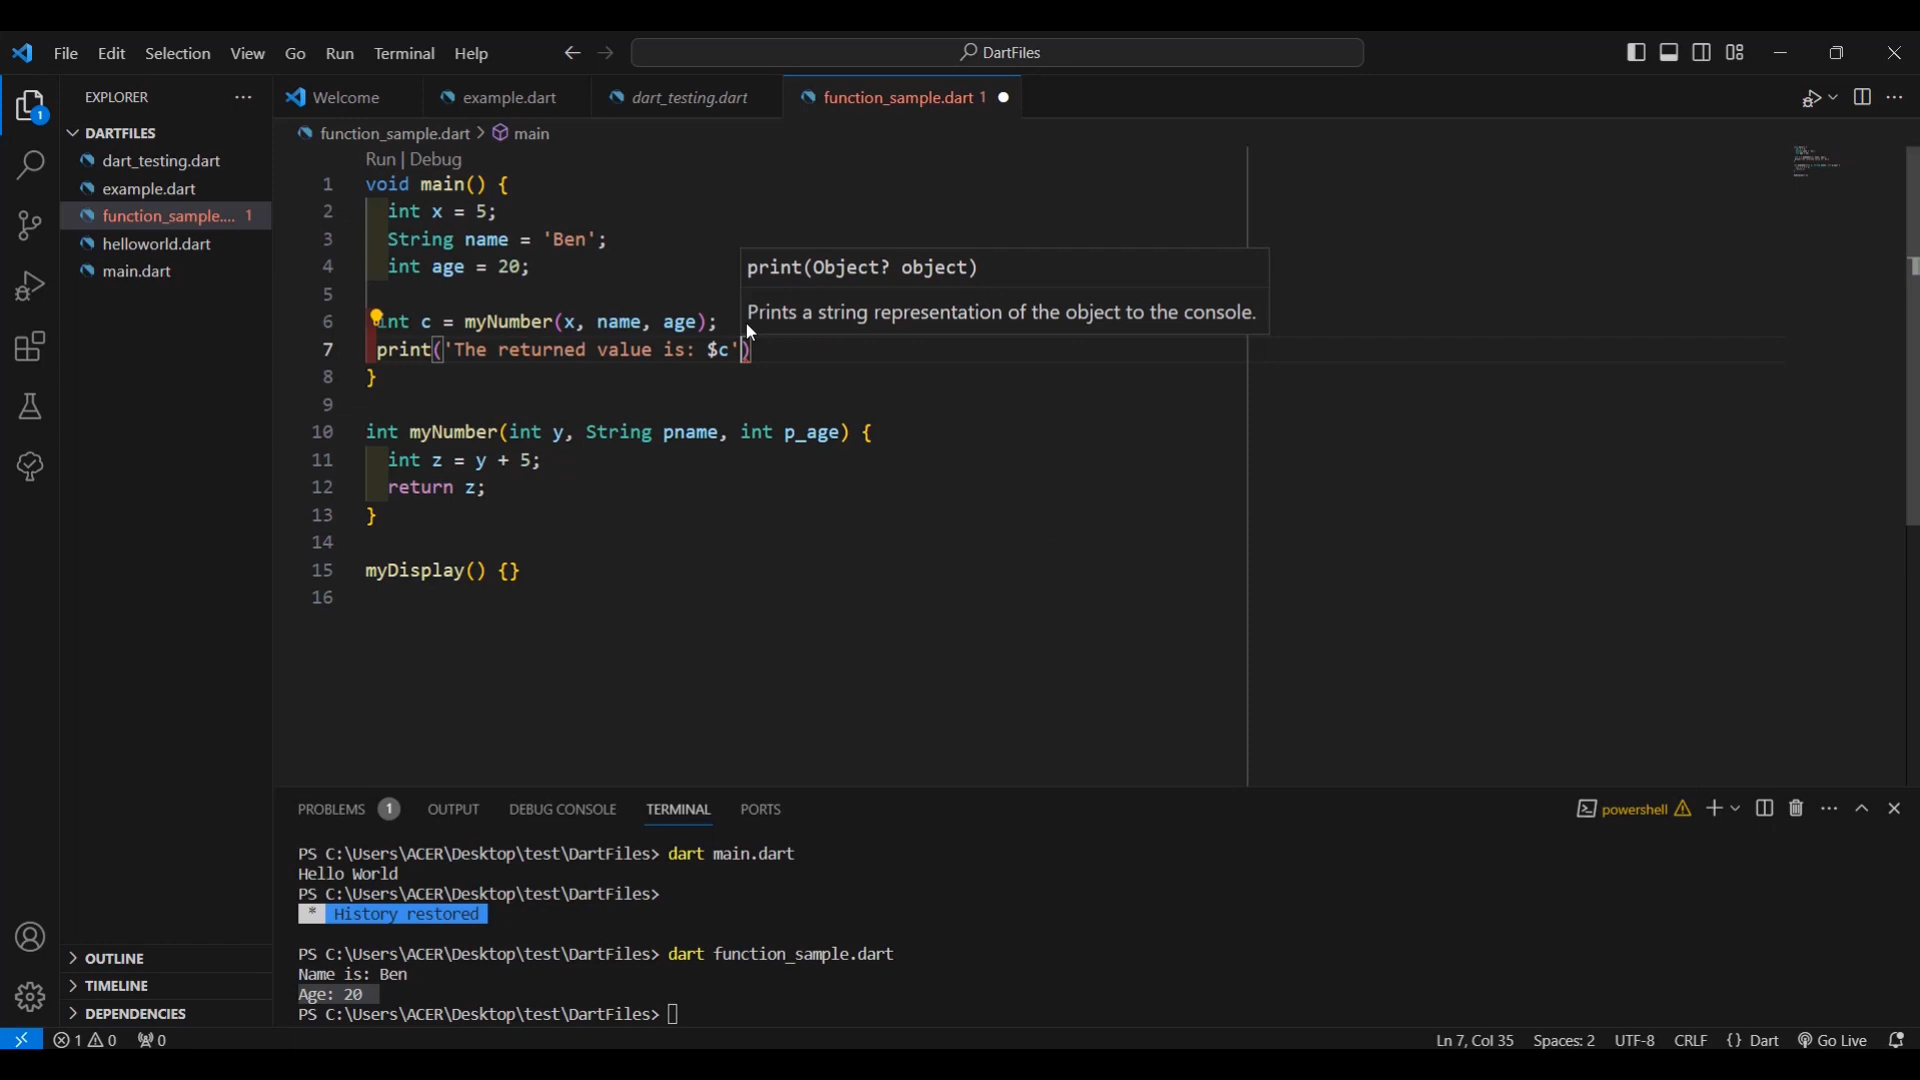 File Edit Selection View Go Run Terminal Help
DartFiles
EXPLORER
Welcome
example.dart
dart_testing.dart
function_sample.dart 1
DARTFILES
dart_testing.dart
example.dart
function_sample.... 1
helloworld.dart
main.dart
OUTLINE
TIMELINE
DEPENDENCIES
function_sample.dart > main
Run | Debug
1 void main() {
2 int x = 5;
3 String name = 'Ben';
4 int age = 20;
5
6 int c = myNumber(x, name, age);
7 print('The returned value is: $c')
8 }
9
10 int myNumber(int y, String pname, int p_age) {
11 int z = y + 5;
12 return z;
13 }
14
15 myDisplay() {}
16
print(Object? object)
Prints a string representation of the object to the console.
PROBLEMS 1 OUTPUT DEBUG CONSOLE TERMINAL PORTS
powershell
PS C:\Users\ACER\Desktop\test\DartFiles> dart main.dart
Hello World
PS C:\Users\ACER\Desktop\test\DartFiles>
* History restored
PS C:\Users\ACER\Desktop\test\DartFiles> dart function_sample.dart
Name is: Ben
Age: 20
PS C:\Users\ACER\Desktop\test\DartFiles>
1 0 0
Ln 7, Col 35 Spaces: 2 UTF-8 CRLF {} Dart Go Live